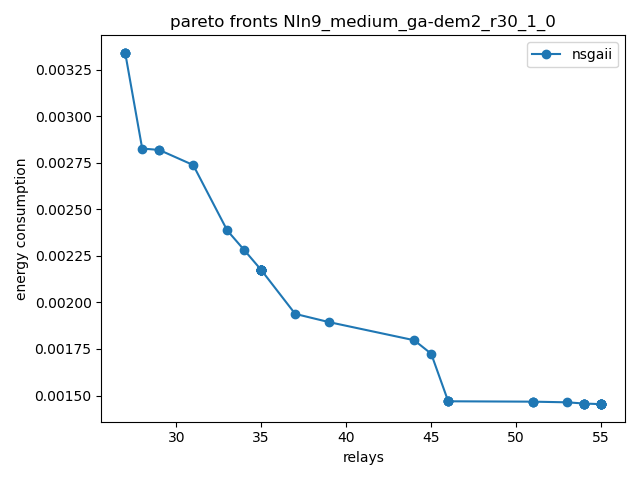 pareto fronts NIn9_medium_ga-dem2_r30_1_0
nsgaii
energy consumption
0.00325
0.00300
0.00275
0.00250
0.00225
0.00200
0.00175
0.00150
30 35 40 45 50 55
relays